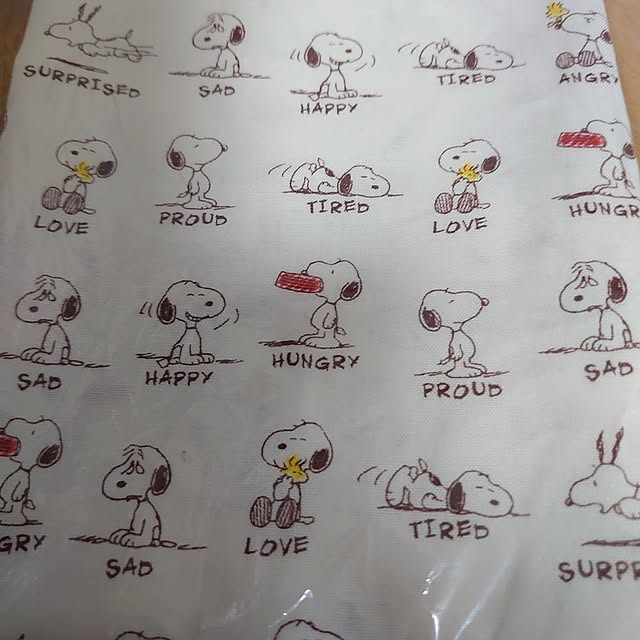 SURPRISED
SAD
HAPPY
TIRED
ANGRY
LOVE
PROUD
TIRED
LOVE
HUNGR
SAD
HAPPY
HUNGRY
PROUD
SAD
GRY
SAD
LOVE
TIRED
SURPR